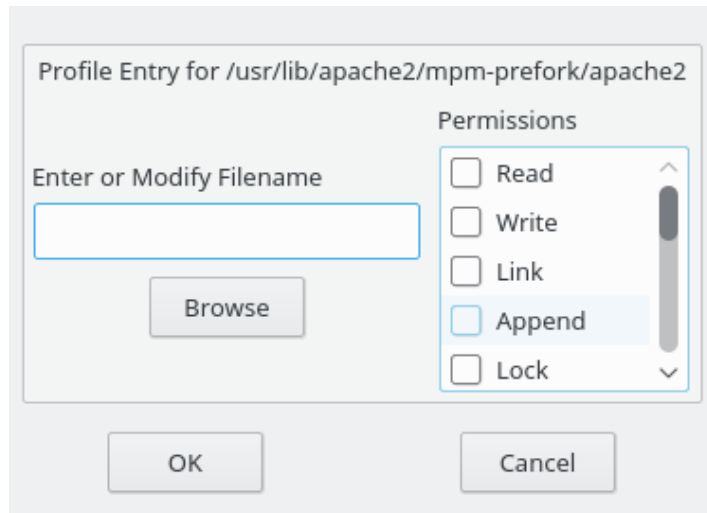 Profile Entry for /usr/lib/apache2/mpm-prefork/apache2
Permissions
Enter or Modify Filename
Browse
Read
Write
Link
Append
Lock
OK
Cancel